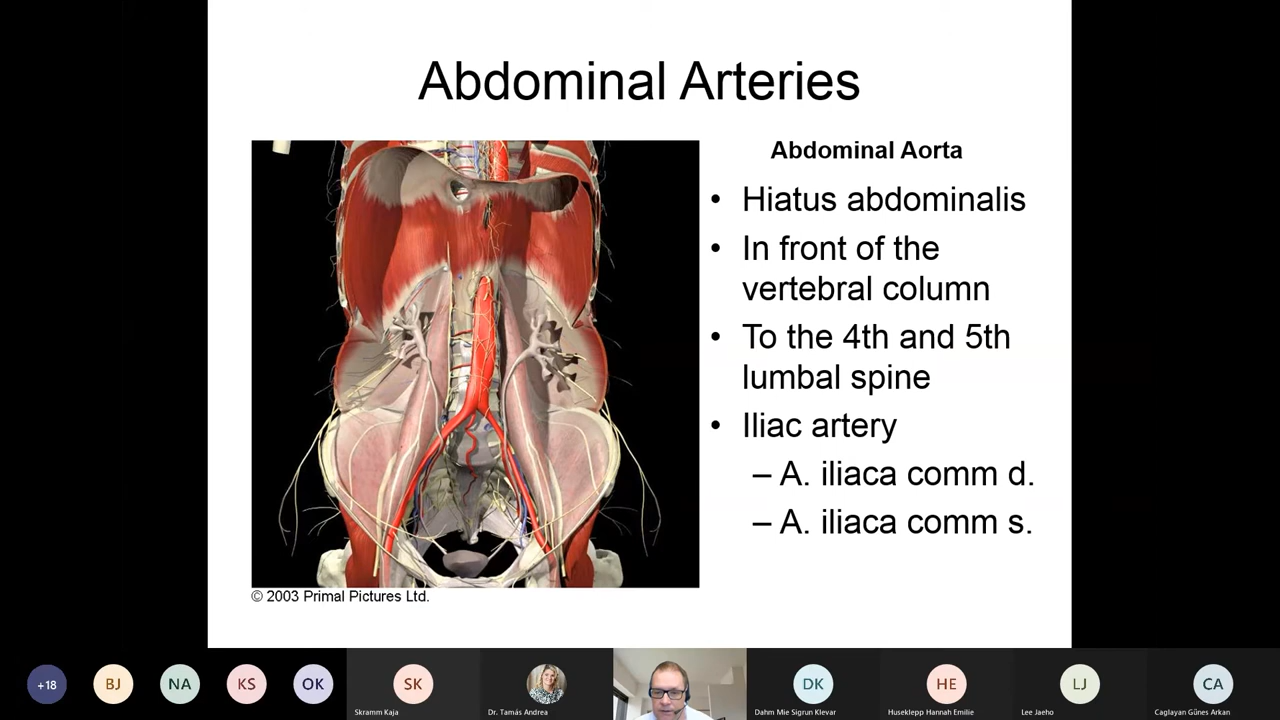 Abdominal Arteries
Abdominal Aorta
• Hiatus abdominalis
• In front of the
vertebral column
• To the 4th and 5th
lumbal spine
• Iliac artery
– A. iliaca comm d.
– A. iliaca comm s.
© 2003 Primal Pictures Ltd.
+18
BJ
NA
KS
OK
SK
DK
HE
LJ
CA
Skramm Kaja
Dr. Tamás Andrea
Dahm Mie Sigrun Klevar
Huseklepp Hannah Emilie
Lee Jaeho
Caglayan Günes Arkan